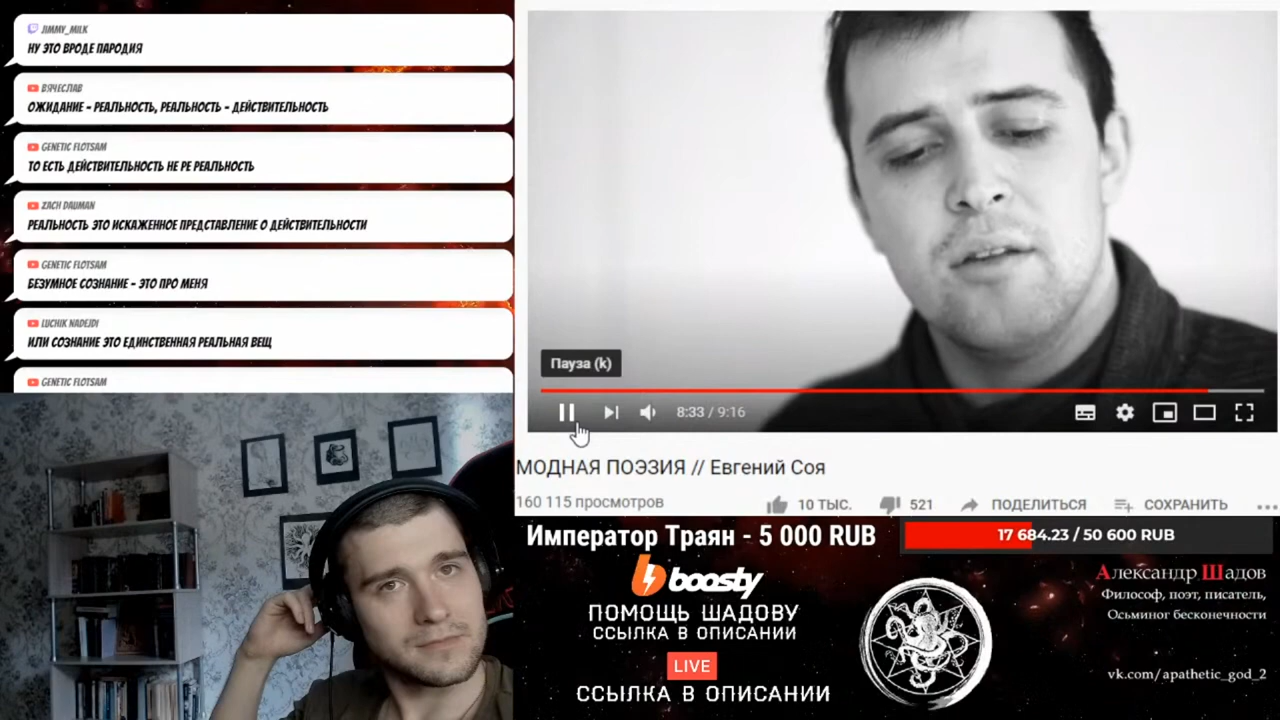 JIMMY_MILK
НУ ЭТО ВРОДЕ ПАРОДИЯ
ВЯЧЕСЛАВ
ОЖИДАНИЕ - РЕАЛЬНОСТЬ, РЕАЛЬНОСТЬ - ДЕЙСТВИТЕЛЬНОСТЬ
GENETIC FLOTSAM
ТО ЕСТЬ ДЕЙСТВИТЕЛЬНОСТЬ НЕ РЕ РЕАЛЬНОСТЬ
ZACH DAUMAN
РЕАЛЬНОСТЬ ЭТО ИСКАЖЕННОЕ ПРЕДСТАВЛЕНИЕ О ДЕЙСТВИТЕЛЬНОСТИ
GENETIC FLOTSAM
БЕЗУМНОЕ СОЗНАНИЕ - ЭТО ПРО МЕНЯ
LUCHIK NADEJDI
ИЛИ СОЗНАНИЕ ЭТО ЕДИНСТВЕННАЯ РЕАЛЬНАЯ ВЕЩ
GENETIC FLOTSAM
Пауза (k)
8:33 / 9:16
МОДНАЯ ПОЭЗИЯ // Евгений Соя
160 115 просмотров
10 ТЫС.
521
ПОДЕЛИТЬСЯ
СОХРАНИТЬ
Император Траян - 5 000 RUB
17 684.23 / 50 600 RUB
boosty
ПОМОЩЬ ШАДОВУ
ССЫЛКА В ОПИСАНИИ
LIVE
ССЫЛКА В ОПИСАНИИ
Александр Шадов
Философ, поэт, писатель,
Осьминог бесконечности
vk.com/apathetic_god_2